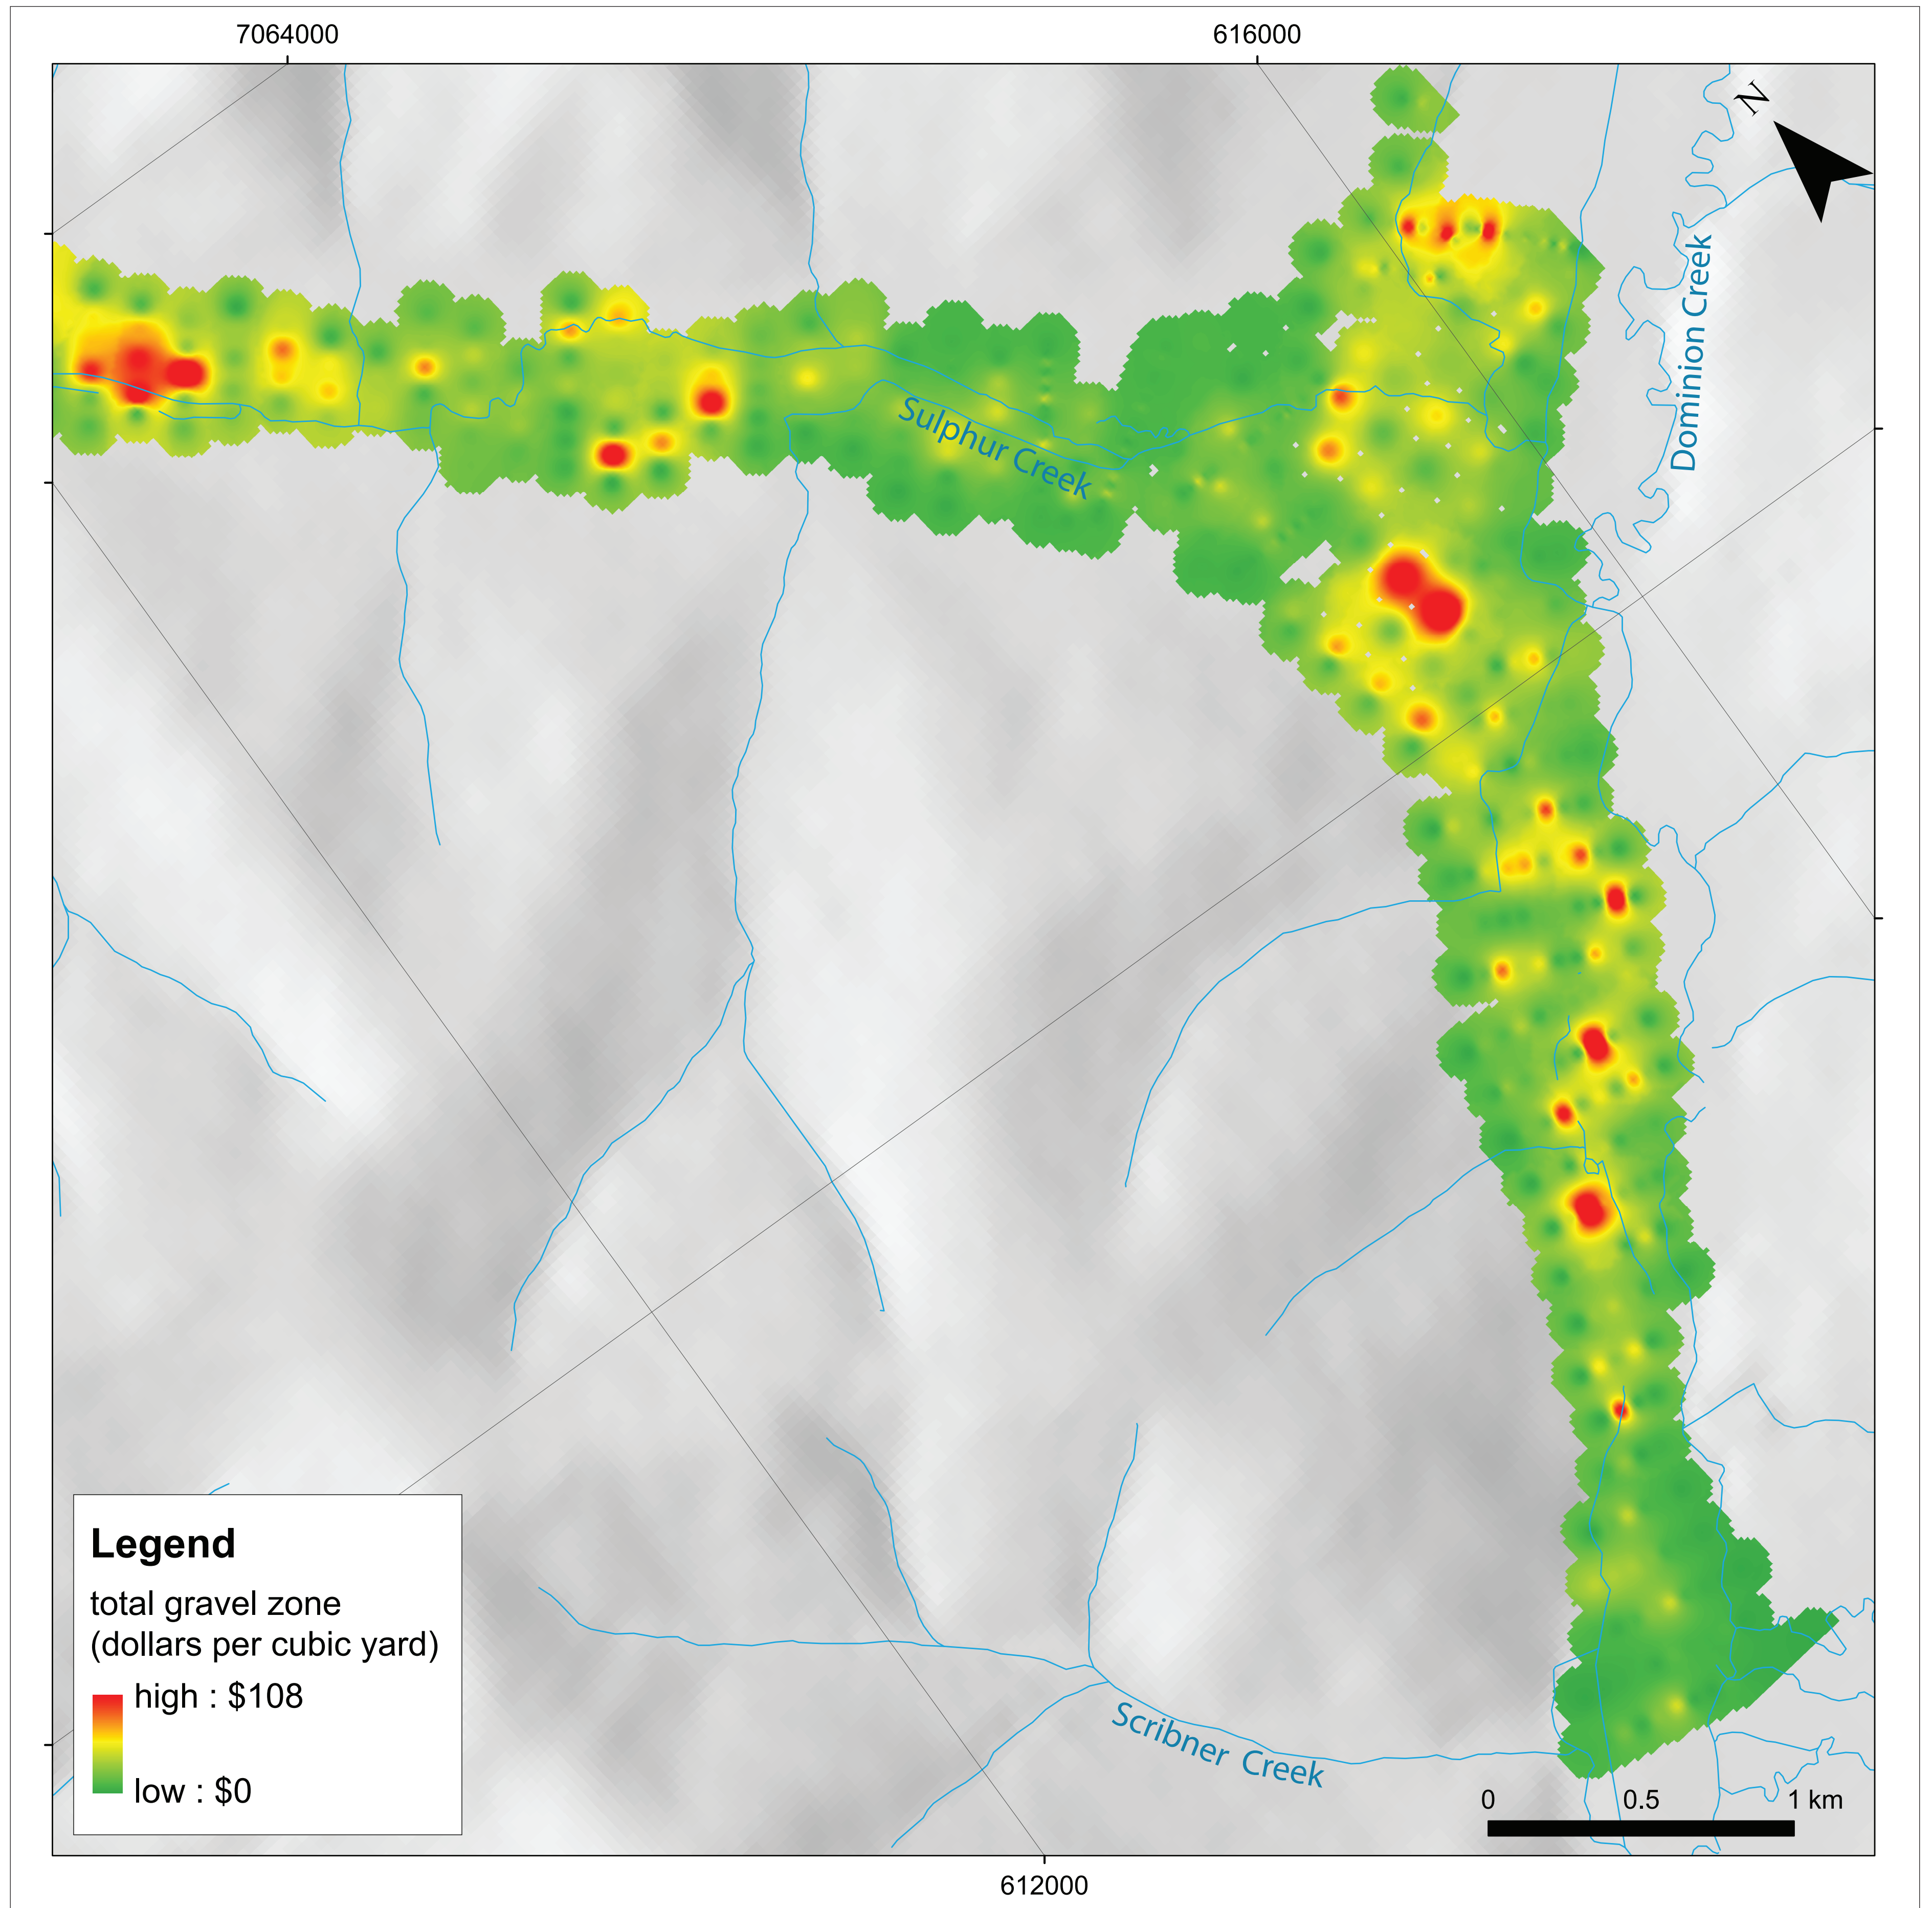 7064000
616000
N
Dominion Creek
Sulphur Creek
Legend
total gravel zone
(dollars per cubic yard)
high : $108
low : $0
Scribner Creek
0 0.5 1 km
612000